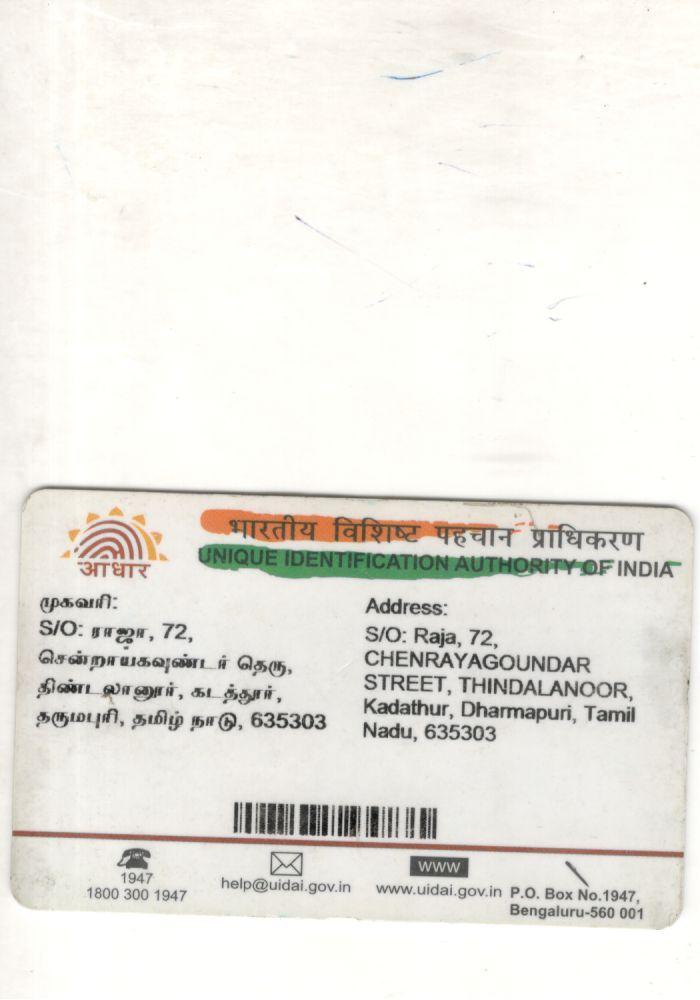 भारतीय विशिष्ट पहचान प्राधिकरण
UNIQUE IDENTIFICATION AUTHORITY OF INDIA
आधार
முகவரி:
S/O: ராஜா, 72,
சென்றாயகவுண்டர் தெரு,
திண்டலானூர், கடத்தூர்,
தருமபுரி, தமிழ் நாடு, 635303
Address:
S/O: Raja, 72,
CHENRAYAGOUNDAR
STREET, THINDALANOOR,
Kadathur, Dharmapuri, Tamil
Nadu, 635303
1947
1800 300 1947
help@uidai.gov.in
www
www.uidai.gov.in
P.O. Box No.1947,
Bengaluru-560 001